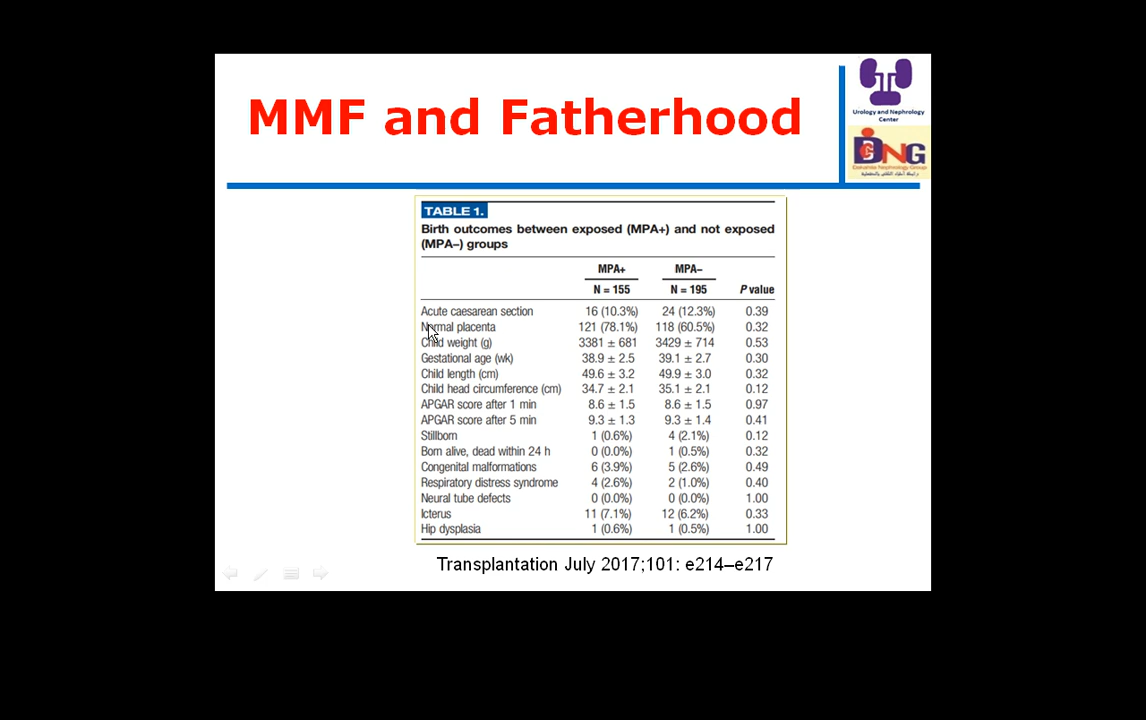 MMF and Fatherhood
Urology and Nephrology
Center
TABLE 1.
Birth outcomes between exposed (MPA+) and not exposed
(MPA–) groups
MPA+ MPA–
N = 155 N = 195 P value
Acute caesarean section 16 (10.3%) 24 (12.3%) 0.39
Normal placenta 121 (78.1%) 118 (60.5%) 0.32
Child weight (g) 3381 ± 681 3429 ± 714 0.53
Gestational age (wk) 38.9 ± 2.5 39.1 ± 2.7 0.30
Child length (cm) 49.6 ± 3.2 49.9 ± 3.0 0.32
Child head circumference (cm) 34.7 ± 2.1 35.1 ± 2.1 0.12
APGAR score after 1 min 8.6 ± 1.5 8.6 ± 1.5 0.97
APGAR score after 5 min 9.3 ± 1.3 9.3 ± 1.4 0.41
Stillborn 1 (0.6%) 4 (2.1%) 0.12
Born alive, dead within 24 h 0 (0.0%) 1 (0.5%) 0.32
Congenital malformations 6 (3.9%) 5 (2.6%) 0.49
Respiratory distress syndrome 4 (2.6%) 2 (1.0%) 0.40
Neural tube defects 0 (0.0%) 0 (0.0%) 1.00
Icterus 11 (7.1%) 12 (6.2%) 0.33
Hip dysplasia 1 (0.6%) 1 (0.5%) 1.00
Transplantation July 2017;101: e214–e217